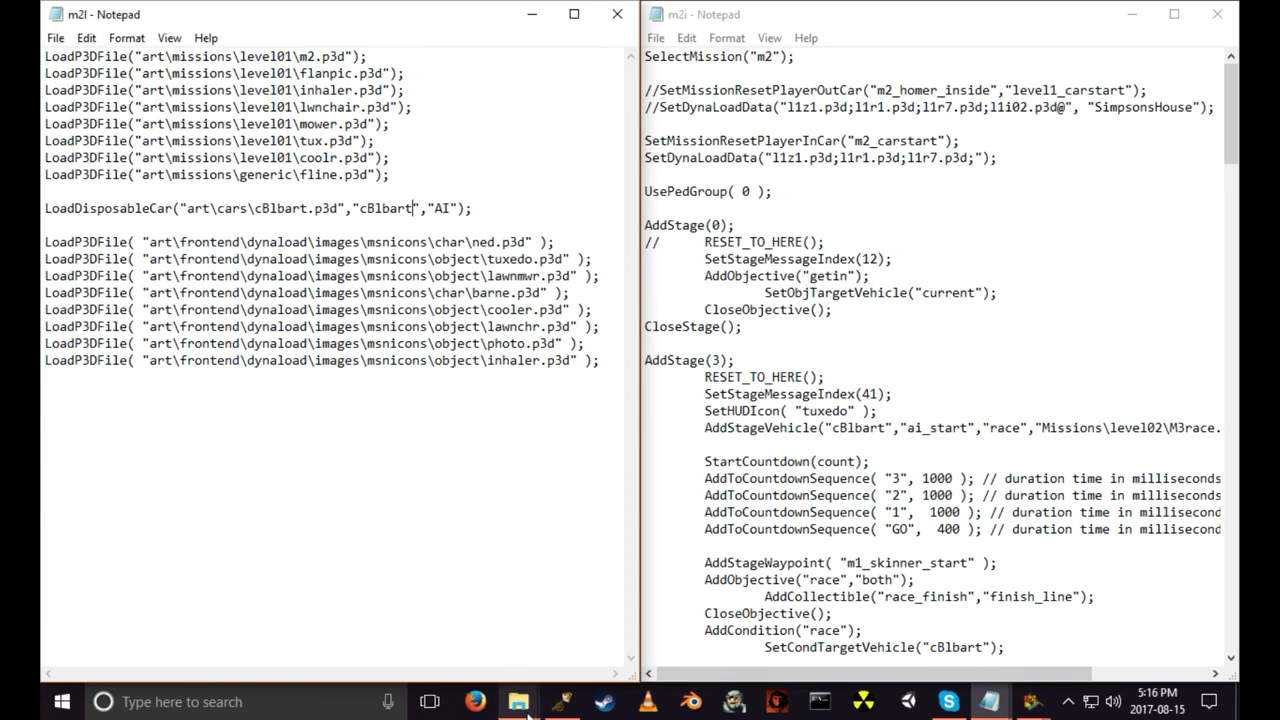 m2l - Notepad
File Edit Format View Help
LoadP3DFile("art\missions\level01\m2.p3d");
LoadP3DFile("art\missions\level01\flanpic.p3d");
LoadP3DFile("art\missions\level01\inhaler.p3d");
LoadP3DFile("art\missions\level01\lwnchair.p3d");
LoadP3DFile("art\missions\level01\mower.p3d");
LoadP3DFile("art\missions\level01\tux.p3d");
LoadP3DFile("art\missions\level01\coolr.p3d");
LoadP3DFile("art\missions\generic\fline.p3d");
LoadDisposableCar("art\cars\cBlbart.p3d","cBlbart","AI");
LoadP3DFile( "art\frontend\dynaload\images\msnicons\char\ned.p3d" );
LoadP3DFile( "art\frontend\dynaload\images\msnicons\object\tuxedo.p3d" );
LoadP3DFile( "art\frontend\dynaload\images\msnicons\object\lawnmwr.p3d" );
LoadP3DFile( "art\frontend\dynaload\images\msnicons\char\barne.p3d" );
LoadP3DFile( "art\frontend\dynaload\images\msnicons\object\cooler.p3d" );
LoadP3DFile( "art\frontend\dynaload\images\msnicons\object\lawnchr.p3d" );
LoadP3DFile( "art\frontend\dynaload\images\msnicons\object\photo.p3d" );
LoadP3DFile( "art\frontend\dynaload\images\msnicons\object\inhaler.p3d" );
m2i - Notepad
File Edit Format View Help
SelectMission("m2");
//SetMissionResetPlayerOutCar("m2_homer_inside","level1_carstart");
//SetDynaLoadData("l1z1.p3d;l1r1.p3d;l1r7.p3d;l1i02.p3d@", "SimpsonsHouse");
SetMissionResetPlayerInCar("m2_carstart");
SetDynaLoadData("l1z1.p3d;l1r1.p3d;l1r7.p3d;");
UsePedGroup( 0 );
AddStage(0);
// RESET_TO_HERE();
SetStageMessageIndex(12);
AddObjective("getin");
SetObjTargetVehicle("current");
CloseObjective();
CloseStage();
AddStage(3);
RESET_TO_HERE();
SetStageMessageIndex(41);
SetHUDIcon( "tuxedo" );
AddStageVehicle("cBlbart","ai_start","race","Missions\level02\M3race.
StartCountdown(count);
AddToCountdownSequence( "3", 1000 ); // duration time in milliseconds
AddToCountdownSequence( "2", 1000 ); // duration time in milliseconds
AddToCountdownSequence( "1", 1000 ); // duration time in milliseconds
AddToCountdownSequence( "GO", 400 ); // duration time in millisecond
AddStageWaypoint( "m1_skinner_start" );
AddObjective("race","both");
AddCollectible("race_finish","finish_line");
CloseObjective();
AddCondition("race");
SetCondTargetVehicle("cBlbart");
Type here to search
5:16 PM
2017-08-15